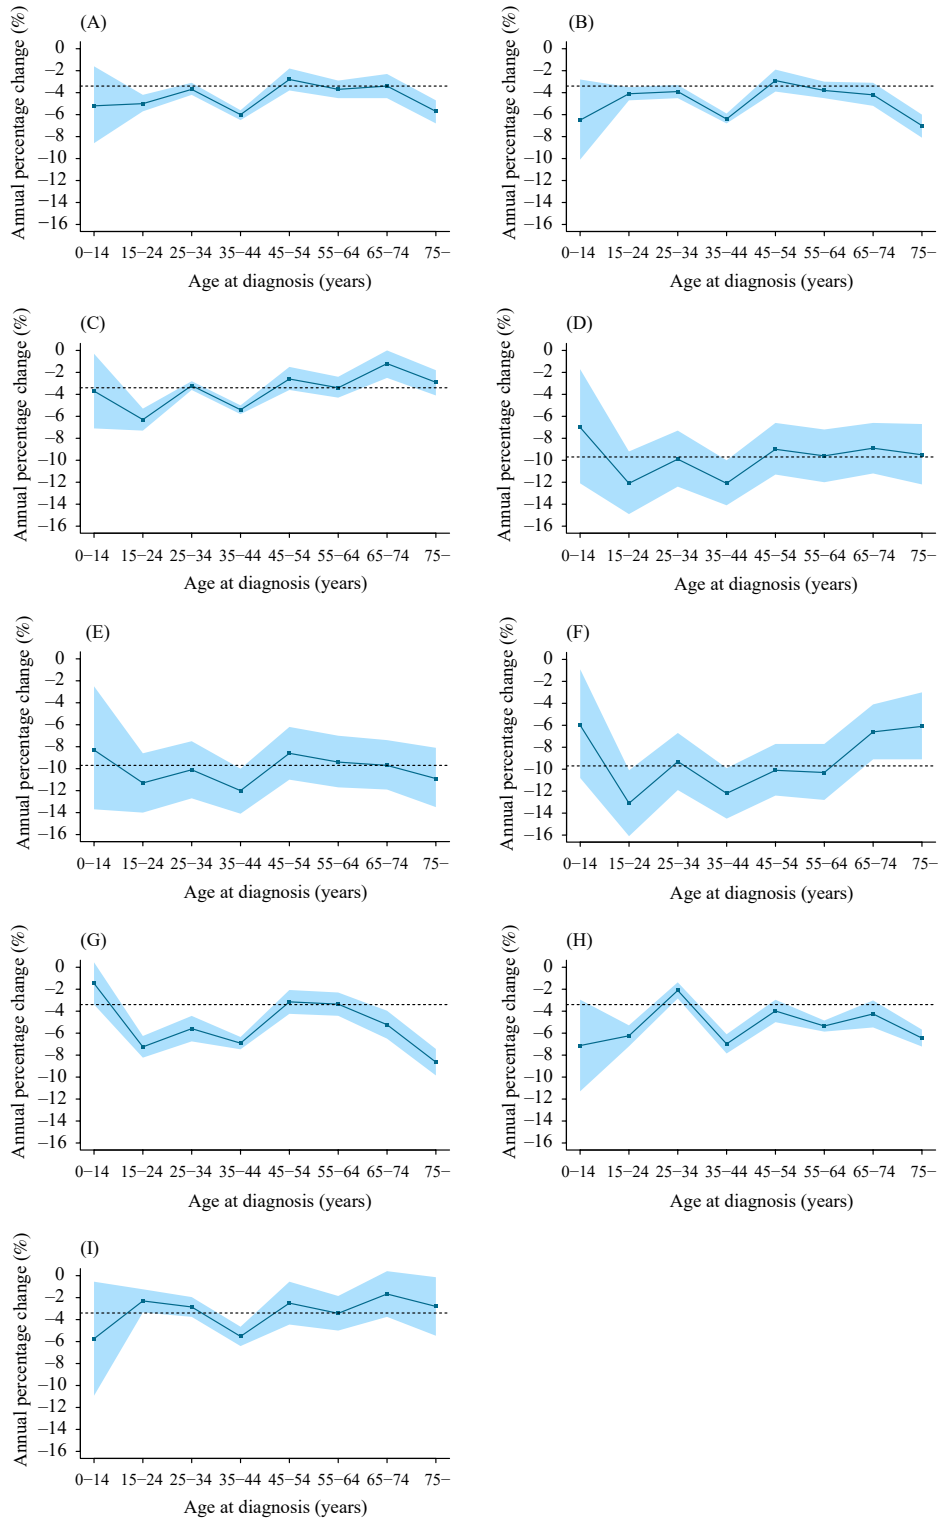 (A)
Annual percentage change (%)
0
−2
−4
−6
−8
−10
−12
−14
−16
0−14 15−24 25−34 35−44 45−54 55−64 65−74 75−
Age at diagnosis (years)
(B)
Annual percentage change (%)
0
−2
−4
−6
−8
−10
−12
−14
−16
0−14 15−24 25−34 35−44 45−54 55−64 65−74 75−
Age at diagnosis (years)
(C)
Annual percentage change (%)
0
−2
−4
−6
−8
−10
−12
−14
−16
0−14 15−24 25−34 35−44 45−54 55−64 65−74 75−
Age at diagnosis (years)
(D)
Annual percentage change (%)
0
−2
−4
−6
−8
−10
−12
−14
−16
0−14 15−24 25−34 35−44 45−54 55−64 65−74 75−
Age at diagnosis (years)
(E)
Annual percentage change (%)
0
−2
−4
−6
−8
−10
−12
−14
−16
0−14 15−24 25−34 35−44 45−54 55−64 65−74 75−
Age at diagnosis (years)
(F)
Annual percentage change (%)
0
−2
−4
−6
−8
−10
−12
−14
−16
0−14 15−24 25−34 35−44 45−54 55−64 65−74 75−
Age at diagnosis (years)
(G)
Annual percentage change (%)
0
−2
−4
−6
−8
−10
−12
−14
−16
0−14 15−24 25−34 35−44 45−54 55−64 65−74 75−
Age at diagnosis (years)
(H)
Annual percentage change (%)
0
−2
−4
−6
−8
−10
−12
−14
−16
0−14 15−24 25−34 35−44 45−54 55−64 65−74 75−
Age at diagnosis (years)
(I)
Annual percentage change (%)
0
−2
−4
−6
−8
−10
−12
−14
−16
0−14 15−24 25−34 35−44 45−54 55−64 65−74 75−
Age at diagnosis (years)